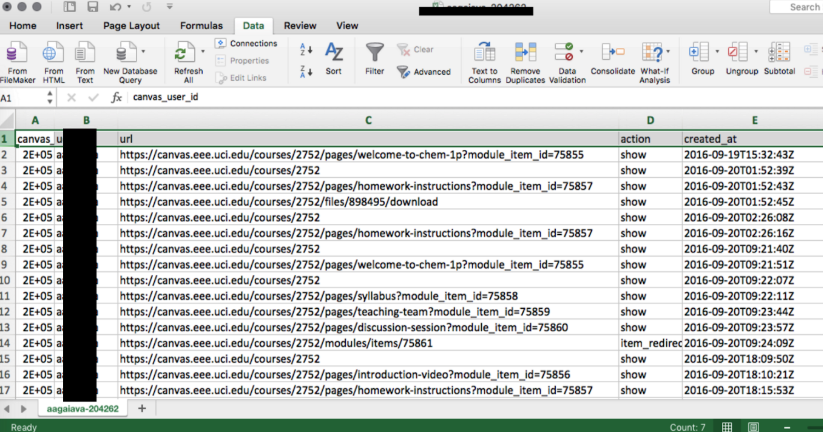 Search
Home Insert Page Layout Formulas Data Review View
From FileMaker
From HTML
From Text
New Database Query
Refresh All
Connections
Properties
Edit Links
A Z
Z A
Sort
Filter
Clear
Advanced
Text to Columns
Remove Duplicates
Data Validation
Consolidate
What-If Analysis
Group
Ungroup
Subtotal
A1 fx canvas_user_id
A B C D E
1 canvas_ u url action created_at
2 2E+05 https://canvas.eee.uci.edu/courses/2752/pages/welcome-to-chem-1p?module_item_id=75855 show 2016-09-19T15:32:43Z
3 2E+05 https://canvas.eee.uci.edu/courses/2752 show 2016-09-20T01:52:39Z
4 2E+05 https://canvas.eee.uci.edu/courses/2752/pages/homework-instructions?module_item_id=75857 show 2016-09-20T01:52:43Z
5 2E+05 https://canvas.eee.uci.edu/courses/2752/files/898495/download show 2016-09-20T01:52:45Z
6 2E+05 https://canvas.eee.uci.edu/courses/2752 show 2016-09-20T02:26:08Z
7 2E+05 https://canvas.eee.uci.edu/courses/2752/pages/homework-instructions?module_item_id=75857 show 2016-09-20T02:26:16Z
8 2E+05 https://canvas.eee.uci.edu/courses/2752 show 2016-09-20T09:21:40Z
9 2E+05 https://canvas.eee.uci.edu/courses/2752/pages/welcome-to-chem-1p?module_item_id=75855 show 2016-09-20T09:21:51Z
10 2E+05 https://canvas.eee.uci.edu/courses/2752 show 2016-09-20T09:22:07Z
11 2E+05 https://canvas.eee.uci.edu/courses/2752/pages/syllabus?module_item_id=75858 show 2016-09-20T09:22:11Z
12 2E+05 https://canvas.eee.uci.edu/courses/2752/pages/teaching-team?module_item_id=75859 show 2016-09-20T09:23:44Z
13 2E+05 https://canvas.eee.uci.edu/courses/2752/pages/discussion-session?module_item_id=75860 show 2016-09-20T09:23:57Z
14 2E+05 https://canvas.eee.uci.edu/courses/2752/modules/items/75861 item_redirec 2016-09-20T09:24:09Z
15 2E+05 https://canvas.eee.uci.edu/courses/2752 show 2016-09-20T18:09:50Z
16 2E+05 https://canvas.eee.uci.edu/courses/2752/pages/introduction-video?module_item_id=75856 show 2016-09-20T18:10:21Z
17 2E+05 https://canvas.eee.uci.edu/courses/2752/pages/homework-instructions?module_item_id=75857 show 2016-09-20T18:15:53Z
aagaiava-204262
Ready Count: 7